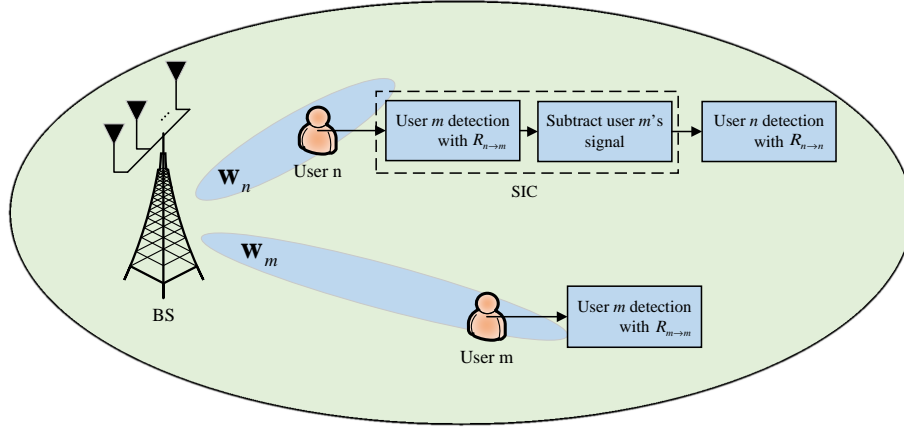 User m detection
with R_{n→m}
Subtract user m's
signal
User n detection
with R_{n→n}
User n
SIC
w_n
w_m
BS
User m detection
with R_{m→m}
User m